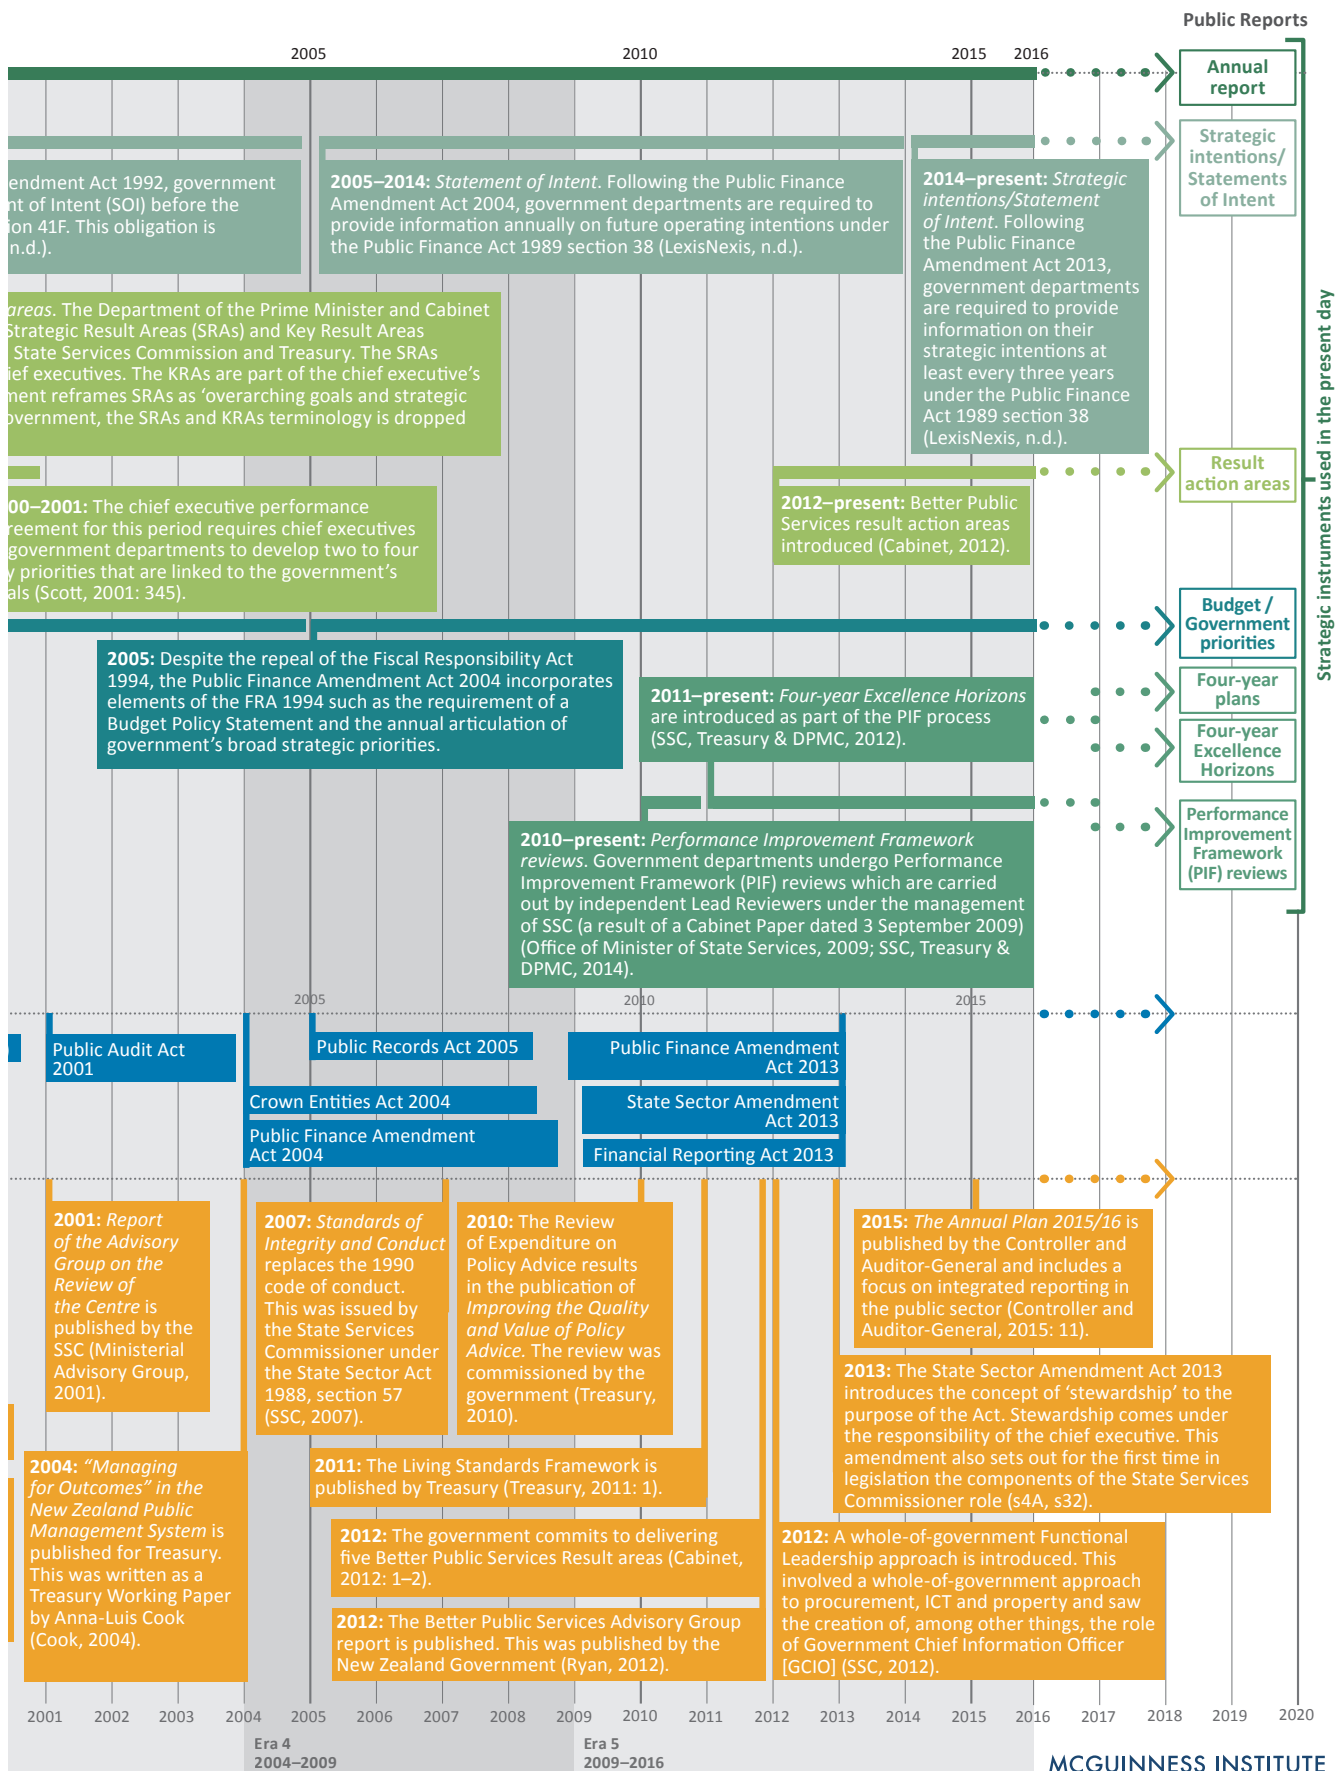 Public Reports
2005
2010
2015
2016
Annual
report
Strategic
intentions/
Statements
of Intent
endment Act 1992, government
nt of Intent (SOI) before the
ion 41F. This obligation is
n.d.).
2005–2014: Statement of Intent. Following the Public Finance
Amendment Act 2004, government departments are required to
provide information annually on future operating intentions under
the Public Finance Act 1989 section 38 (LexisNexis, n.d.).
2014–present: Strategic
intentions/Statement
of Intent. Following
the Public Finance
Amendment Act 2013,
government departments
are required to provide
information on their
strategic intentions at
least every three years
under the Public Finance
Act 1989 section 38
(LexisNexis, n.d.).
areas. The Department of the Prime Minister and Cabinet
Strategic Result Areas (SRAs) and Key Result Areas
State Services Commission and Treasury. The SRAs
ief executives. The KRAs are part of the chief executive's
ment reframes SRAs as 'overarching goals and strategic
overnment, the SRAs and KRAs terminology is dropped
Strategic instruments used in the present day
Result
action areas
00–2001: The chief executive performance
reement for this period requires chief executives
government departments to develop two to four
y priorities that are linked to the government's
als (Scott, 2001: 345).
2012–present: Better Public
Services result action areas
introduced (Cabinet, 2012).
Budget /
Government
priorities
2005: Despite the repeal of the Fiscal Responsibility Act
1994, the Public Finance Amendment Act 2004 incorporates
elements of the FRA 1994 such as the requirement of a
Budget Policy Statement and the annual articulation of
government's broad strategic priorities.
2011–present: Four-year Excellence Horizons
are introduced as part of the PIF process
(SSC, Treasury & DPMC, 2012).
Four-year
plans
Four-year
Excellence
Horizons
Performance
Improvement
Framework
(PIF) reviews
2010–present: Performance Improvement Framework
reviews. Government departments undergo Performance
Improvement Framework (PIF) reviews which are carried
out by independent Lead Reviewers under the management
of SSC (a result of a Cabinet Paper dated 3 September 2009)
(Office of Minister of State Services, 2009; SSC, Treasury &
DPMC, 2014).
2005
2010
2015
Public Audit Act
2001
Public Records Act 2005
Public Finance Amendment
Act 2013
Crown Entities Act 2004
State Sector Amendment
Act 2013
Public Finance Amendment
Act 2004
Financial Reporting Act 2013
2001: Report
of the Advisory
Group on the
Review of
the Centre is
published by the
SSC (Ministerial
Advisory Group,
2001).
2007: Standards of
Integrity and Conduct
replaces the 1990
code of conduct.
This was issued by
the State Services
Commissioner under
the State Sector Act
1988, section 57
(SSC, 2007).
2010: The Review
of Expenditure on
Policy Advice results
in the publication of
Improving the Quality
and Value of Policy
Advice. The review was
commissioned by the
government (Treasury,
2010).
2015: The Annual Plan 2015/16 is
published by the Controller and
Auditor-General and includes a
focus on integrated reporting in
the public sector (Controller and
Auditor-General, 2015: 11).
2013: The State Sector Amendment Act 2013
introduces the concept of 'stewardship' to the
purpose of the Act. Stewardship comes under
the responsibility of the chief executive. This
amendment also sets out for the first time in
legislation the components of the State Services
Commissioner role (s4A, s32).
2004: "Managing
for Outcomes" in the
New Zealand Public
Management System is
published for Treasury.
This was written as a
Treasury Working Paper
by Anna-Luis Cook
(Cook, 2004).
2011: The Living Standards Framework is
published by Treasury (Treasury, 2011: 1).
2012: The government commits to delivering
five Better Public Services Result areas (Cabinet,
2012: 1–2).
2012: The Better Public Services Advisory Group
report is published. This was published by the
New Zealand Government (Ryan, 2012).
2012: A whole-of-government Functional
Leadership approach is introduced. This
involved a whole-of-government approach
to procurement, ICT and property and saw
the creation of, among other things, the role
of Government Chief Information Officer
[GCIO] (SSC, 2012).
2001 2002 2003 2004 2005 2006 2007 2008 2009 2010 2011 2012 2013 2014 2015 2016 2017 2018 2019 2020
Era 4
2004–2009
Era 5
2009–2016
MCGUINNESS INSTITUTE